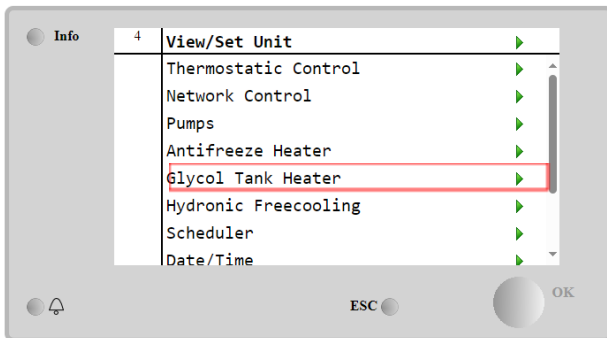 Info
4 View/Set Unit
Thermostatic Control
Network Control
Pumps
Antifreeze Heater
Glycol Tank Heater
Hydronic Freecooling
Scheduler
Date/Time
ESC
OK